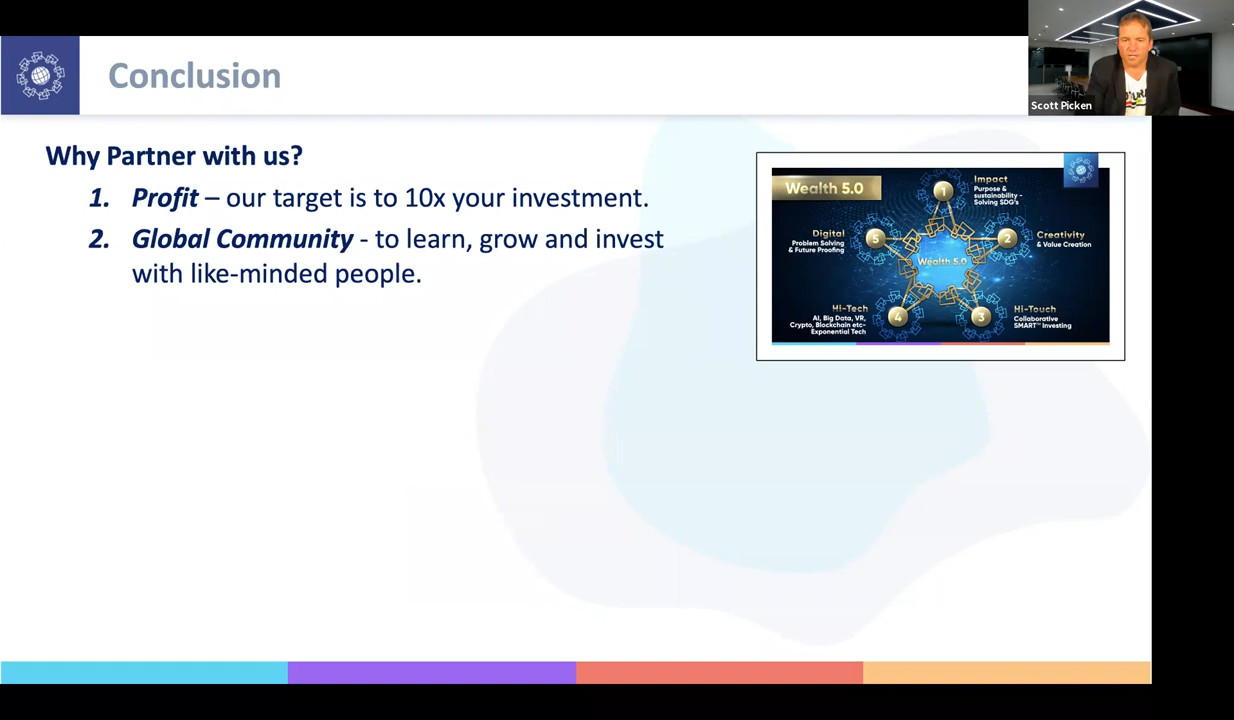 Conclusion
Scott Picken
Why Partner with us?
1. Profit – our target is to 10x your investment.
2. Global Community - to learn, grow and invest
with like-minded people.
Wealth 5.0
1
Impact
Purpose &
sustainability -
Solving SDG's
Digital
Problem Solving
& Future Proofing
5
2
Creativity
& Value Creation
Wealth 5.0
Hi-Tech
AI, Big Data, VR,
Crypto, Blockchain etc-
Exponential Tech
4
3
Hi-Touch
Collaborative
SMART™ Investing